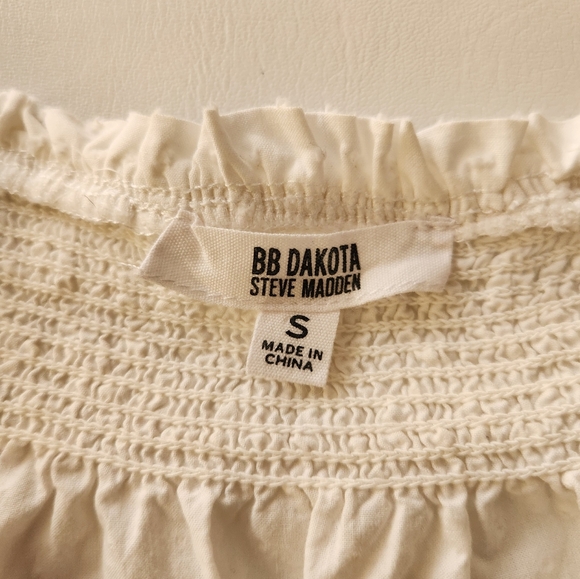 BB DAKOTA
STEVE MADDEN
S
MADE IN
CHINA